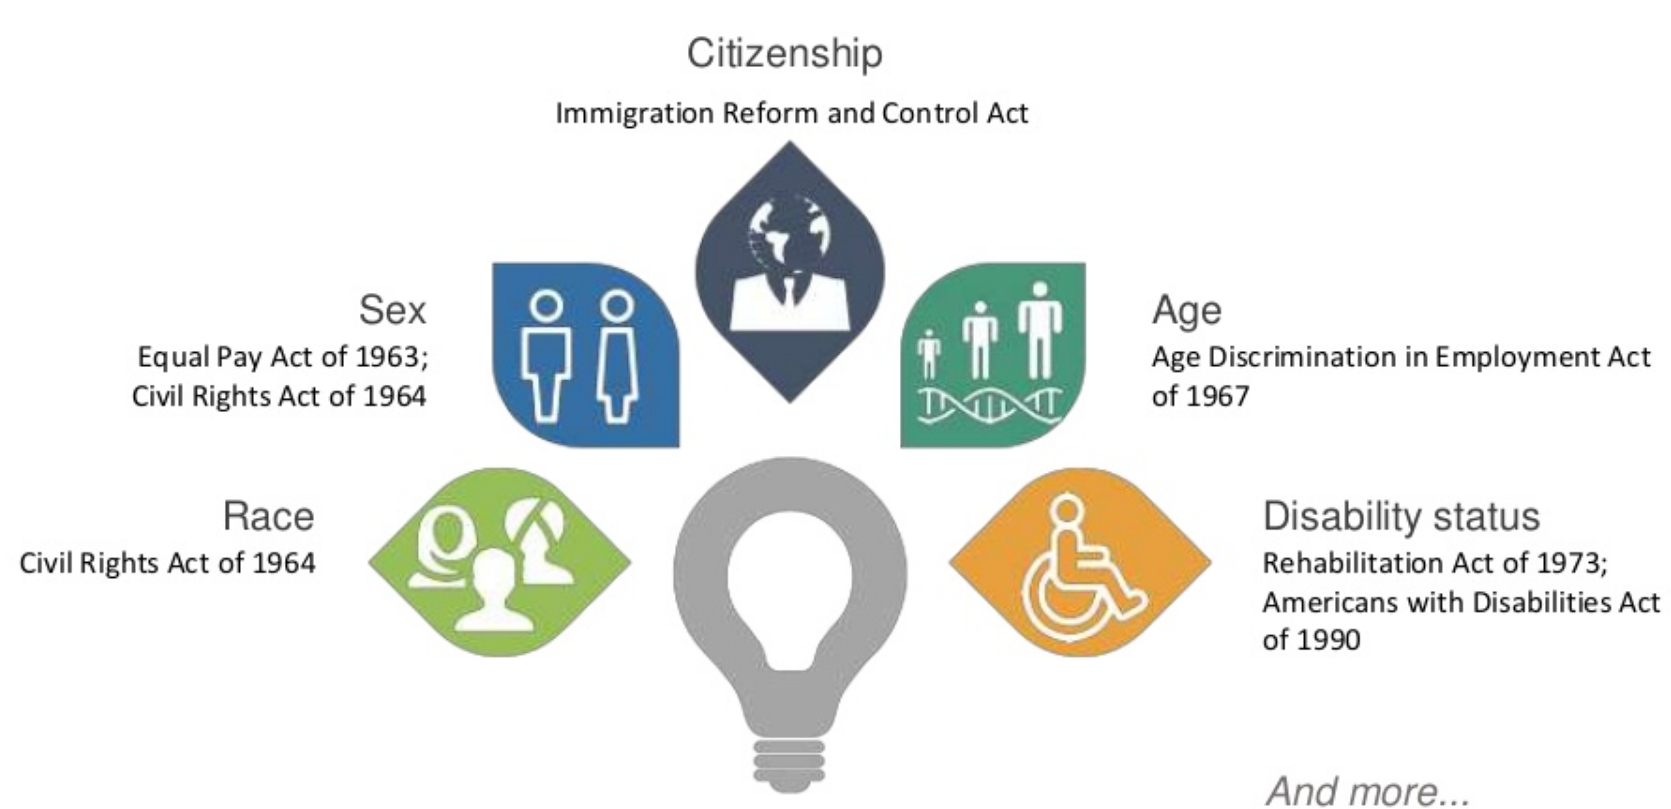 Citizenship
Immigration Reform and Control Act
Sex
Equal Pay Act of 1963;
Civil Rights Act of 1964
Age
Age Discrimination in Employment Act
of 1967
Race
Civil Rights Act of 1964
Disability status
Rehabilitation Act of 1973;
Americans with Disabilities Act
of 1990
And more...